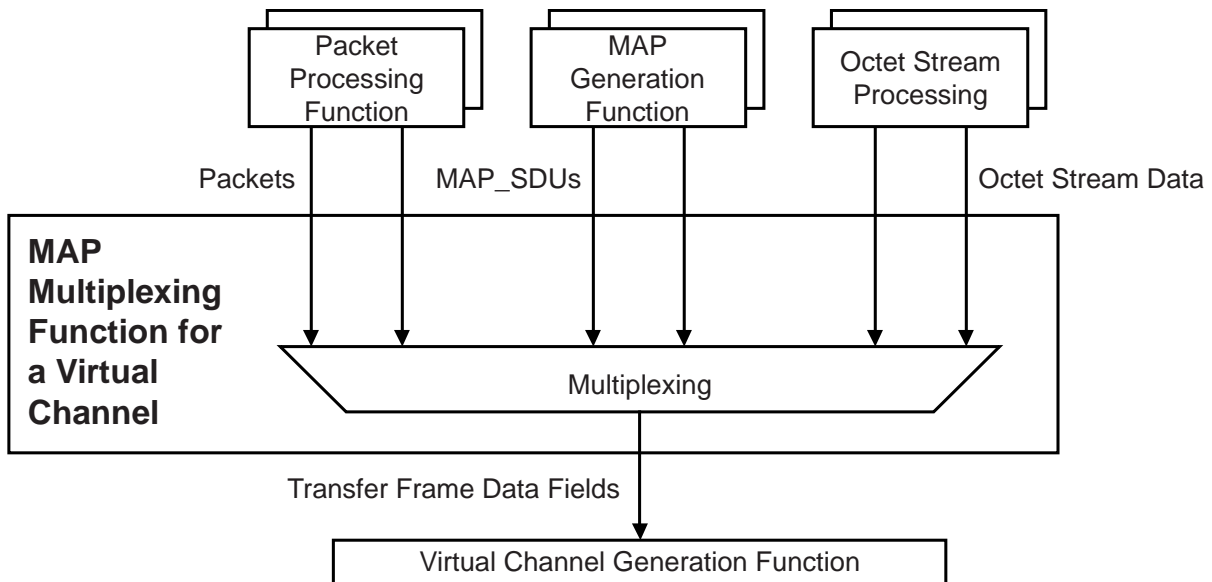 Packet
Processing
Function
MAP
Generation
Function
Octet Stream
Processing
Packets
MAP_SDUs
Octet Stream Data
MAP
Multiplexing
Function for
a Virtual
Channel
Multiplexing
Transfer Frame Data Fields
Virtual Channel Generation Function